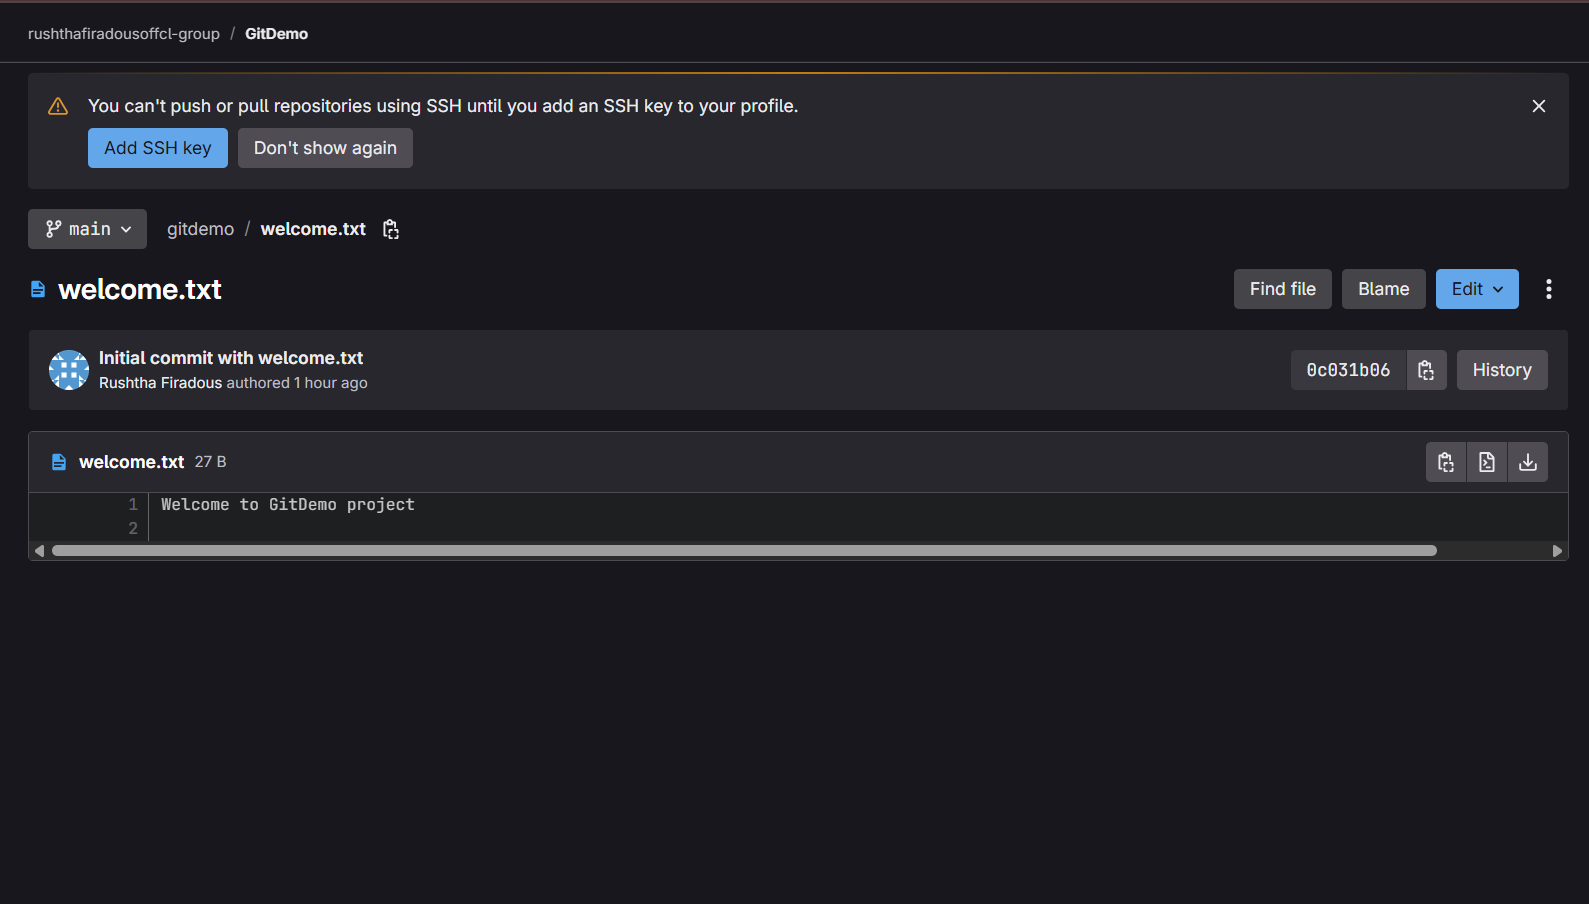 rushthafiradousoffcl-group / GitDemo
You can't push or pull repositories using SSH until you add an SSH key to your profile.
Add SSH key Don't show again
main gitdemo / welcome.txt
welcome.txt Find file Blame Edit
Initial commit with welcome.txt
Rushtha Firadous authored 1 hour ago
0c031b06 History
welcome.txt 27 B
1 Welcome to GitDemo project
2